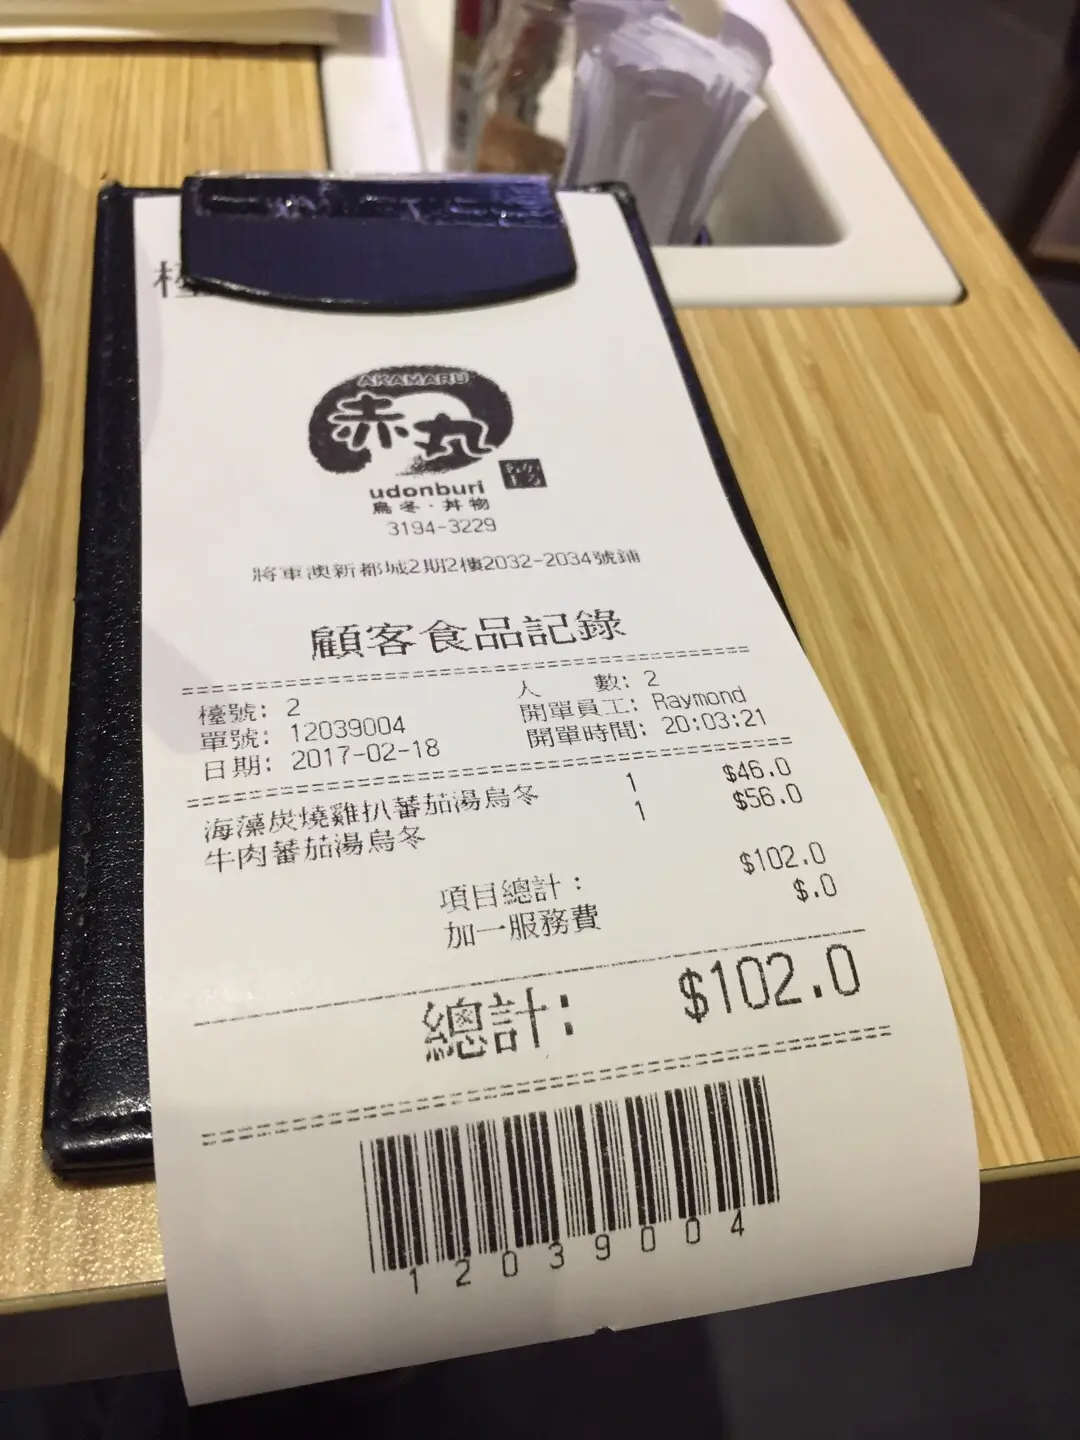 AKAMARU
赤丸
udonburi
烏冬·丼物
3194-3229
將軍澳新都城2期2樓2032-2034號鋪
顧客食品記錄
檯號: 2 人 數: 2
單號: 12039004 開單員工: Raymond
日期: 2017-02-18 開單時間: 20:03:21
海藻炭燒雞扒蕃茄湯烏冬 1 $46.0
牛肉蕃茄湯烏冬 1 $56.0
項目總計: $102.0
加一服務費 $.0
總計: $102.0
12039004